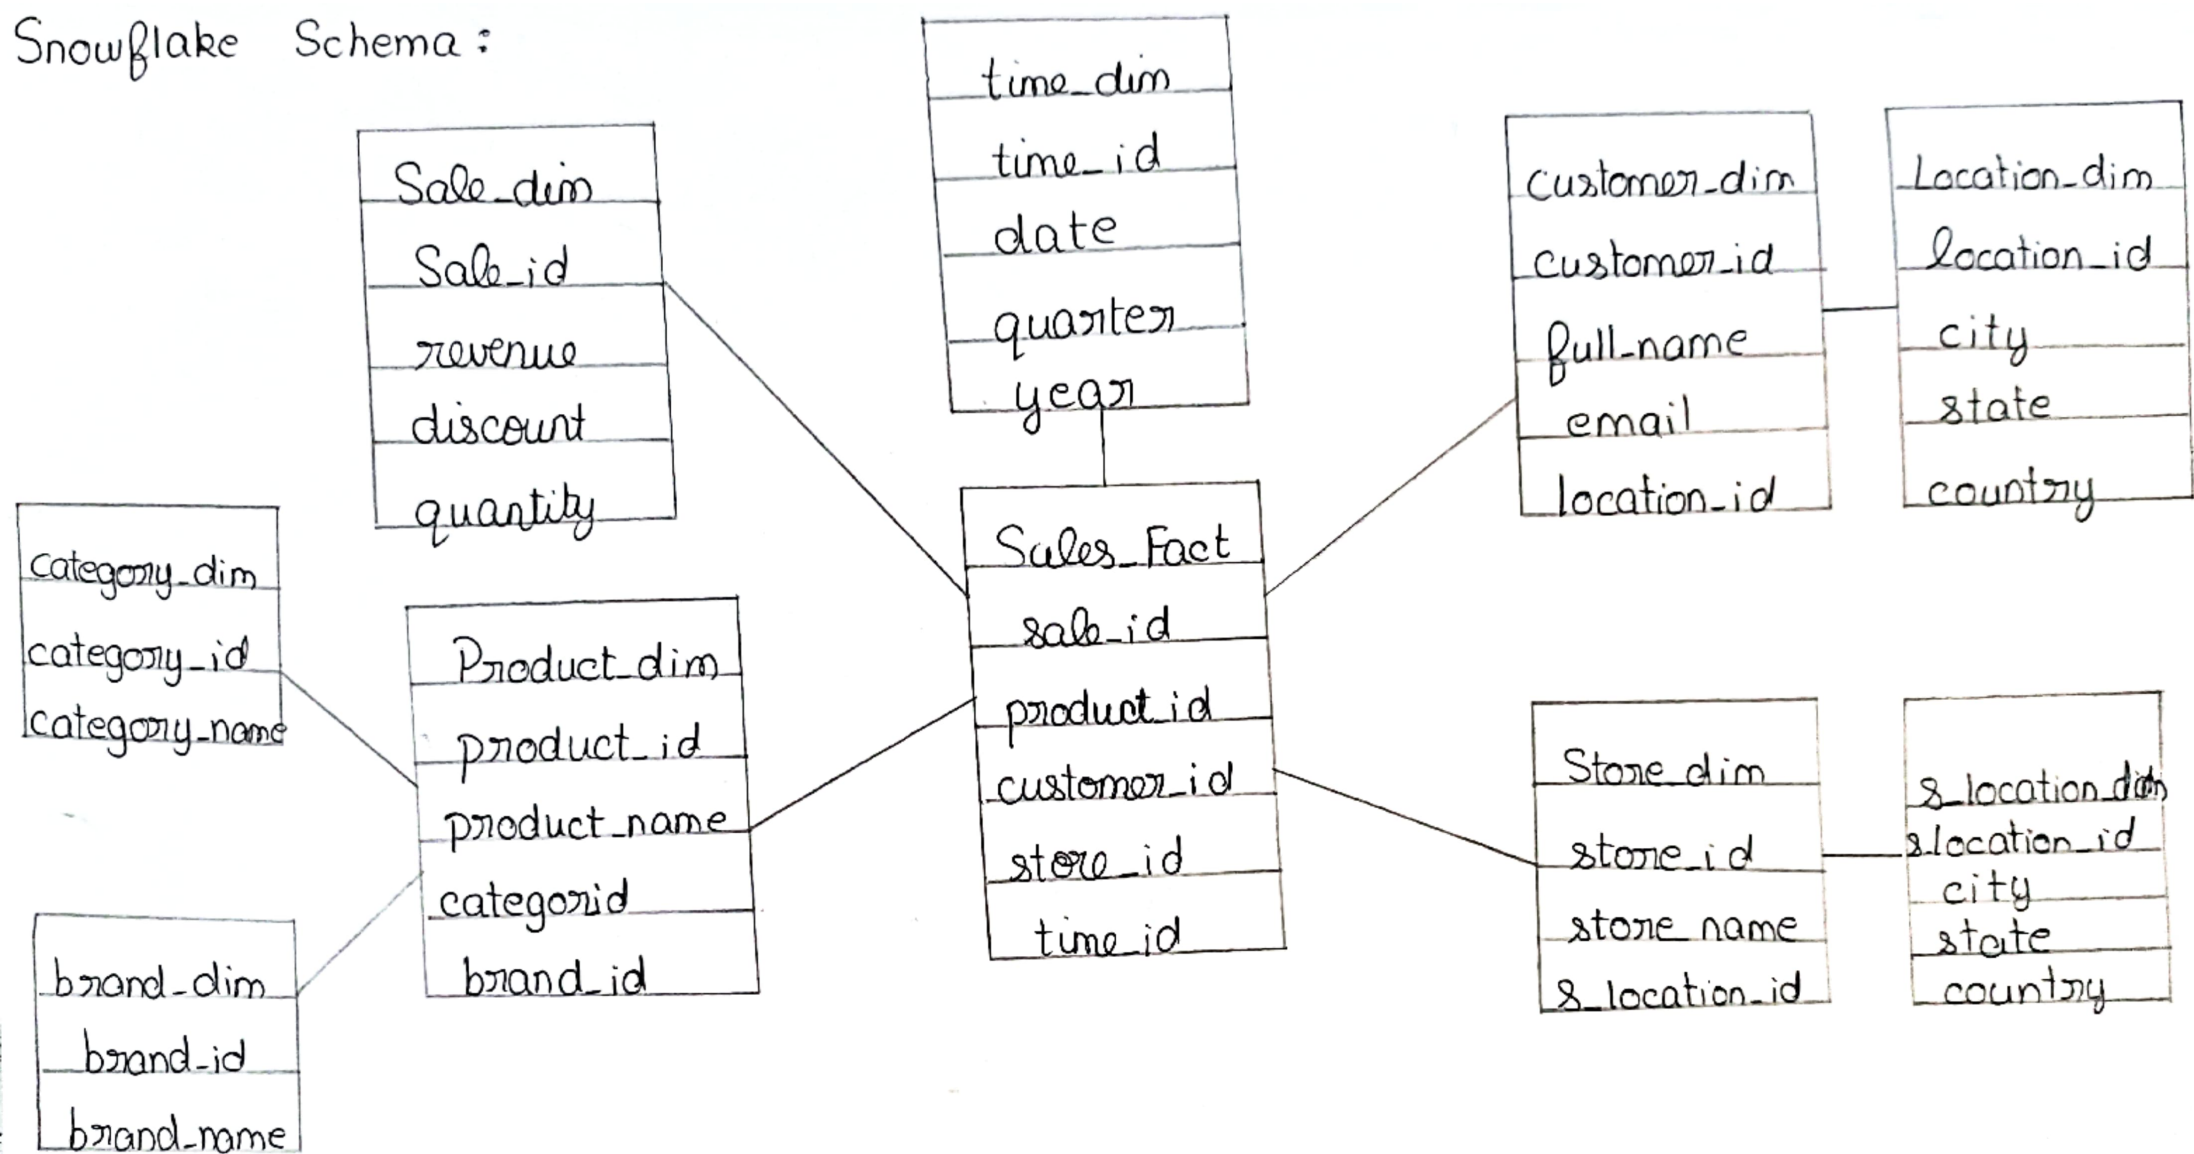 Snowflake Schema :
time_dim
time_id
date
quarter
year
Sale_dim
Sale_id
revenue
discount
quantity
customer_dim
customer_id
full_name
email
location_id
Location_dim
location_id
city
state
country
category_dim
category_id
category_name
Product_dim
product_id
product_name
categorid
brand_id
brand_dim
brand_id
brand_name
Sales_Fact
sale_id
product_id
customer_id
store_id
time_id
Store_dim
store_id
store_name
s_location_id
s_location_dim
s_location_id
city
state
country